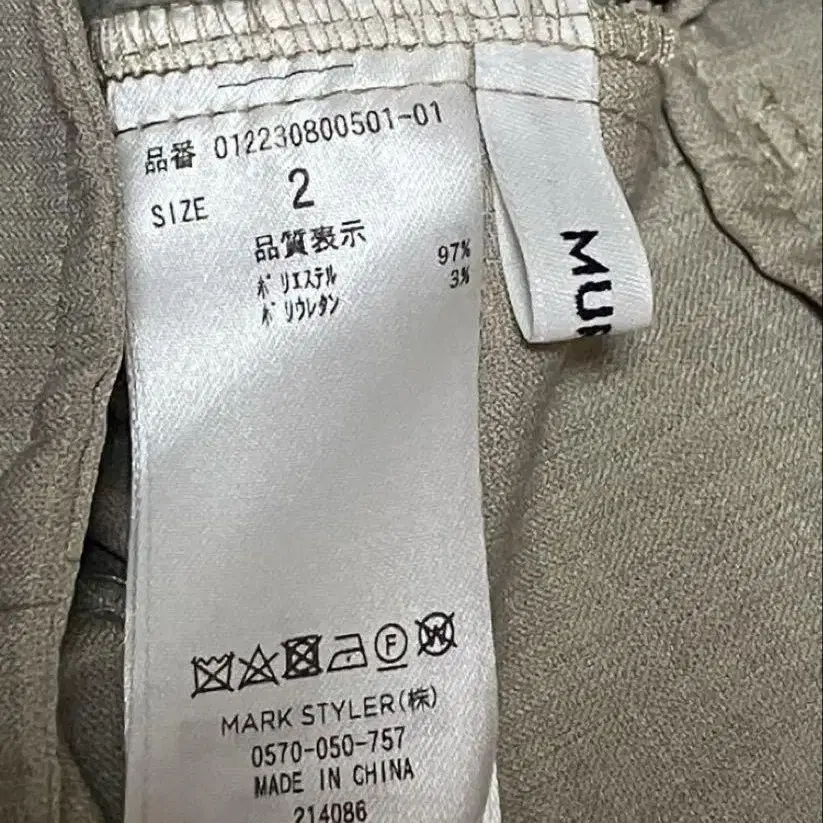 品番 012230800501-01
SIZE 2
品質表示
ポリエステル 97%
ポリウレタン 3%
F
W
MARK STYLER(株)
0570-050-757
MADE IN CHINA
214086
MU